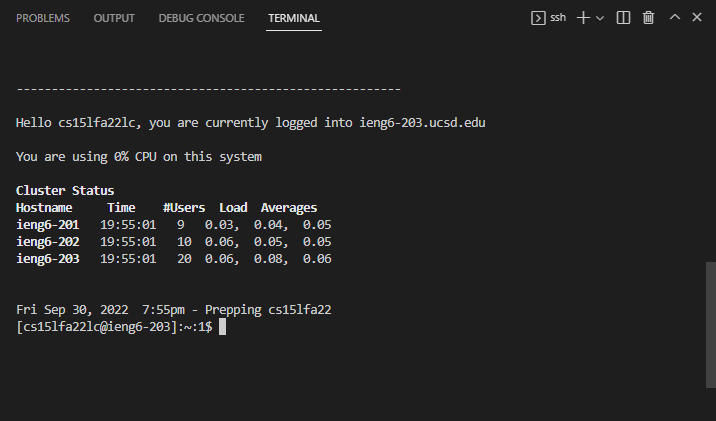 PROBLEMS OUTPUT DEBUG CONSOLE TERMINAL ssh
-------------------------------------------------------
Hello cs15lfa22lc, you are currently logged into ieng6-203.ucsd.edu
You are using 0% CPU on this system
Cluster Status
Hostname Time #Users Load Averages
ieng6-201 19:55:01 9 0.03, 0.04, 0.05
ieng6-202 19:55:01 10 0.06, 0.05, 0.05
ieng6-203 19:55:01 20 0.06, 0.08, 0.06
Fri Sep 30, 2022 7:55pm - Prepping cs15lfa22
[cs15lfa22lc@ieng6-203]:~:1$